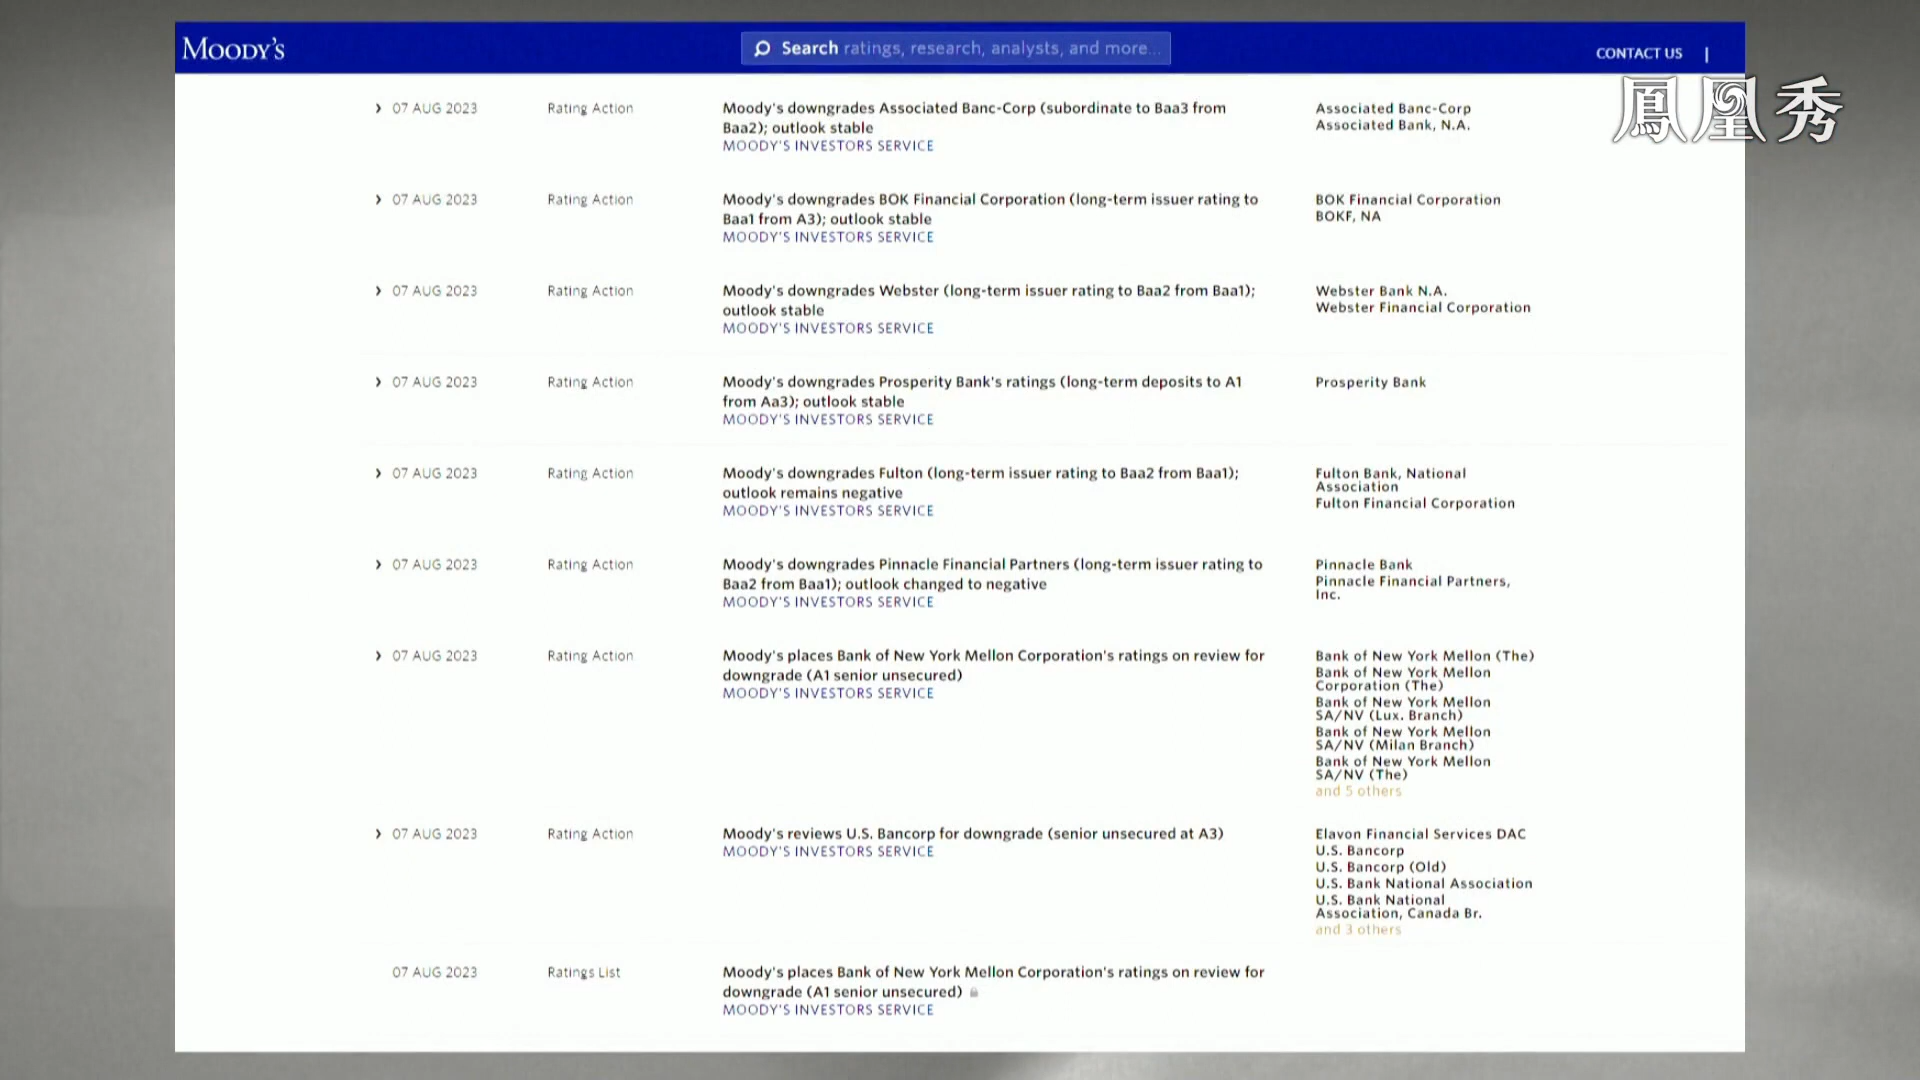 MOODY'S
Search ratings, research, analysts, and more...
CONTACT US |
鳳凰秀
07 AUG 2023 Rating Action Moody's downgrades Associated Banc-Corp (subordinate to Baa3 from Associated Banc-Corp
Baa2); outlook stable Associated Bank, N.A.
MOODY'S INVESTORS SERVICE
07 AUG 2023 Rating Action Moody's downgrades BOK Financial Corporation (long-term issuer rating to BOK Financial Corporation
Baa1 from A3); outlook stable BOKF, NA
MOODY'S INVESTORS SERVICE
07 AUG 2023 Rating Action Moody's downgrades Webster (long-term issuer rating to Baa2 from Baa1); Webster Bank N.A.
outlook stable Webster Financial Corporation
MOODY'S INVESTORS SERVICE
07 AUG 2023 Rating Action Moody's downgrades Prosperity Bank's ratings (long-term deposits to A1 Prosperity Bank
from Aa3); outlook stable
MOODY'S INVESTORS SERVICE
07 AUG 2023 Rating Action Moody's downgrades Fulton (long-term issuer rating to Baa2 from Baa1); Fulton Bank, National
outlook remains negative Association
MOODY'S INVESTORS SERVICE Fulton Financial Corporation
07 AUG 2023 Rating Action Moody's downgrades Pinnacle Financial Partners (long-term issuer rating to Pinnacle Bank
Baa2 from Baa1); outlook changed to negative Pinnacle Financial Partners,
MOODY'S INVESTORS SERVICE Inc.
07 AUG 2023 Rating Action Moody's places Bank of New York Mellon Corporation's ratings on review for Bank of New York Mellon (The)
downgrade (A1 senior unsecured) Bank of New York Mellon
MOODY'S INVESTORS SERVICE Corporation (The)
Bank of New York Mellon
SA/NV (Lux. Branch)
Bank of New York Mellon
SA/NV (Milan Branch)
Bank of New York Mellon
SA/NV (The)
and 5 others
07 AUG 2023 Rating Action Moody's reviews U.S. Bancorp for downgrade (senior unsecured at A3) Elavon Financial Services DAC
MOODY'S INVESTORS SERVICE U.S. Bancorp
U.S. Bancorp (Old)
U.S. Bank National Association
U.S. Bank National
Association, Canada Br.
and 3 others
07 AUG 2023 Ratings List Moody's places Bank of New York Mellon Corporation's ratings on review for
downgrade (A1 senior unsecured)
MOODY'S INVESTORS SERVICE